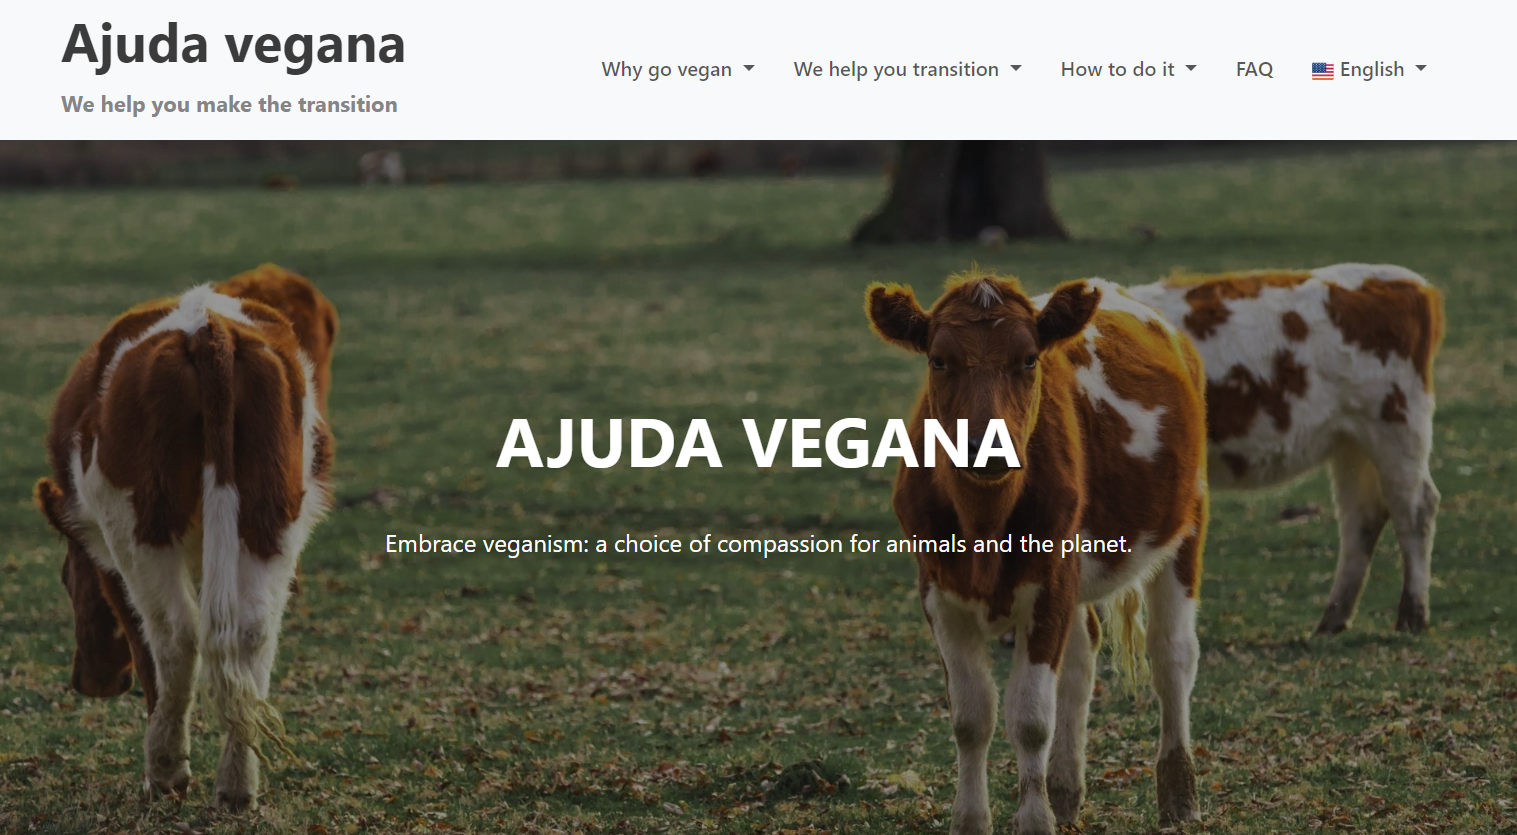 Ajuda vegana
We help you make the transition
Why go vegan
We help you transition
How to do it
FAQ
English
AJUDA VEGANA
Embrace veganism: a choice of compassion for animals and the planet.